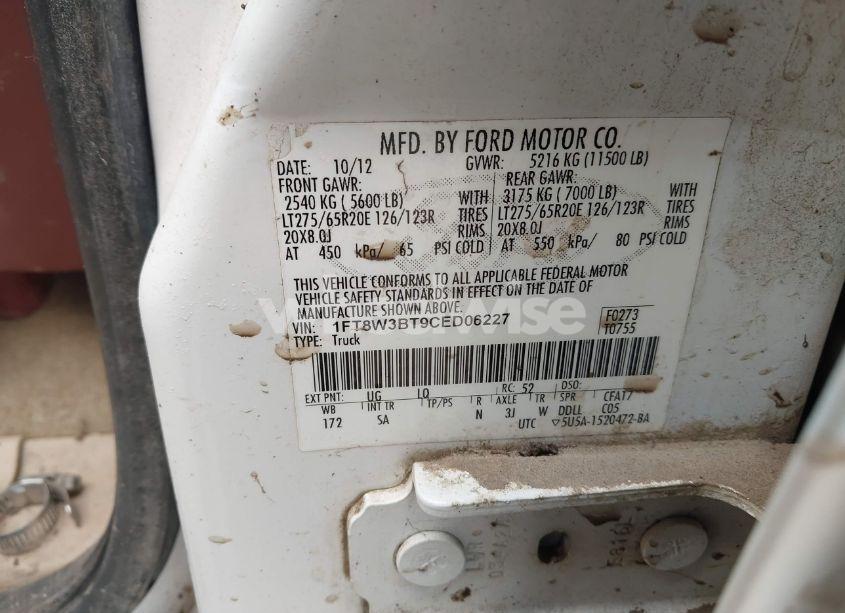 MFD. BY FORD MOTOR CO.
DATE: 10/12 GVWR: 5216 KG (11500 LB)
FRONT GAWR: REAR GAWR:
2540 KG ( 5600 LB) WITH 3175 KG ( 7000 LB) WITH
LT275/65R20E 126/123R TIRES LT275/65R20E 126/123R TIRES
20X8.0J RIMS 20X8.0J RIMS
AT 450 kPa/ 65 PSI COLD AT 550 kPa/ 80 PSI COLD
THIS VEHICLE CONFORMS TO ALL APPLICABLE FEDERAL MOTOR
VEHICLE SAFETY STANDARDS IN EFFECT ON THE DATE OF
MANUFACTURE SHOWN ABOVE.
VIN: 1FT8W3BT9CED06227 F0273
TYPE: Truck T0755
EXT PNT: UG RC: 52 DSO:
WB INT TR TP/PS R AXLE TR SPR CFA17
172 SA N 3J W DDLL C05
UTC ▽5U5A-1520472-BA